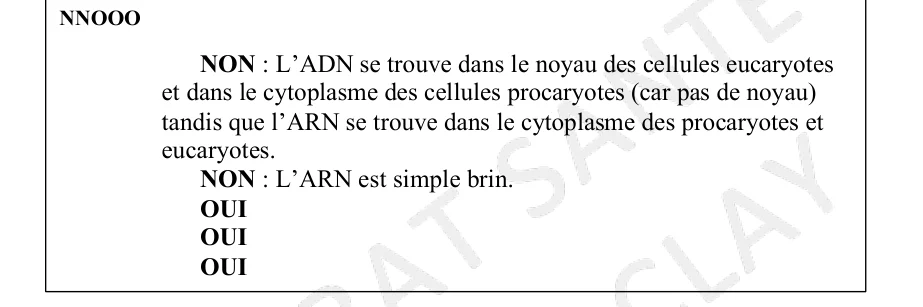 NNOOO
NON : L’ADN se trouve dans le noyau des cellules eucaryotes
et dans le cytoplasme des cellules procaryotes (car pas de noyau)
tandis que l’ARN se trouve dans le cytoplasme des procaryotes et
eucaryotes.
NON : L’ARN est simple brin.
OUI
OUI
OUI